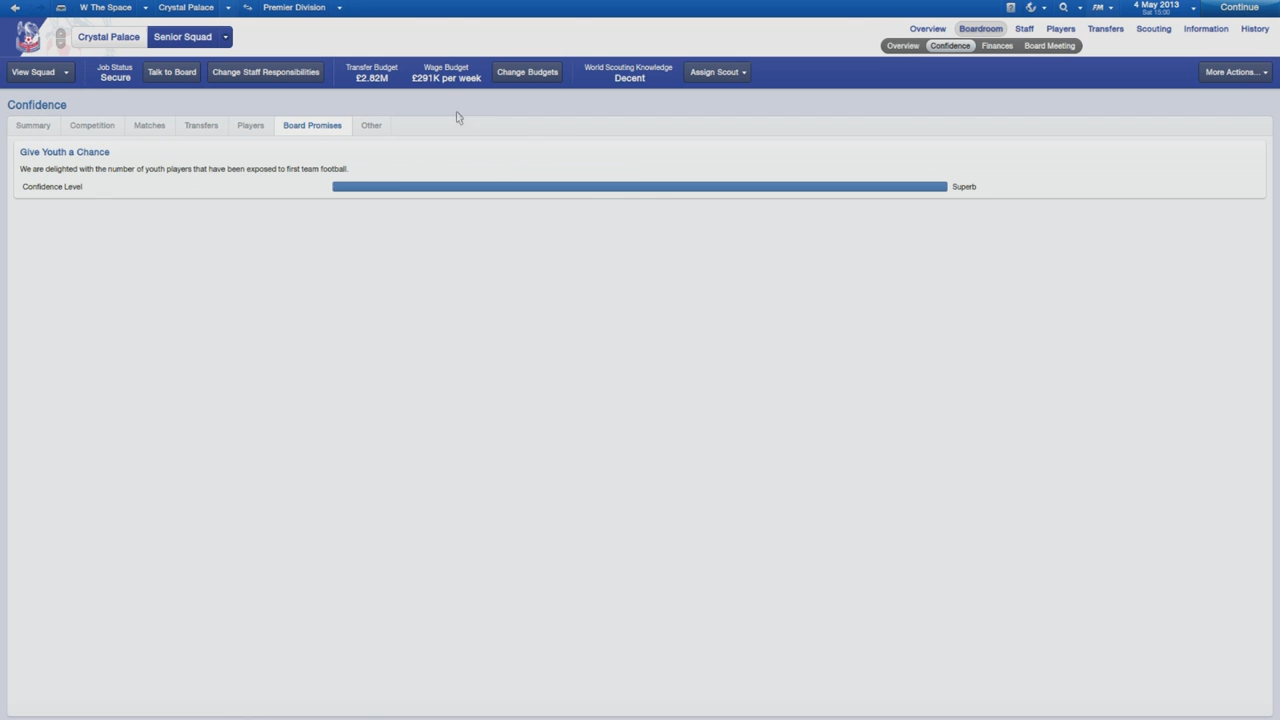 W The Space Crystal Palace Premier Division FM 4 May 2013 Sat 15:00 Continue
Crystal Palace Senior Squad Overview Boardroom Staff Players Transfers Scouting Information History
Overview Confidence Finances Board Meeting
View Squad Job Status Secure Talk to Board Change Staff Responsibilities Transfer Budget £2.82M Wage Budget £291K per week Change Budgets World Scouting Knowledge Decent Assign Scout More Actions...
Confidence
Summary Competition Matches Transfers Players Board Promises Other
Give Youth a Chance
We are delighted with the number of youth players that have been exposed to first team football.
Confidence Level Superb